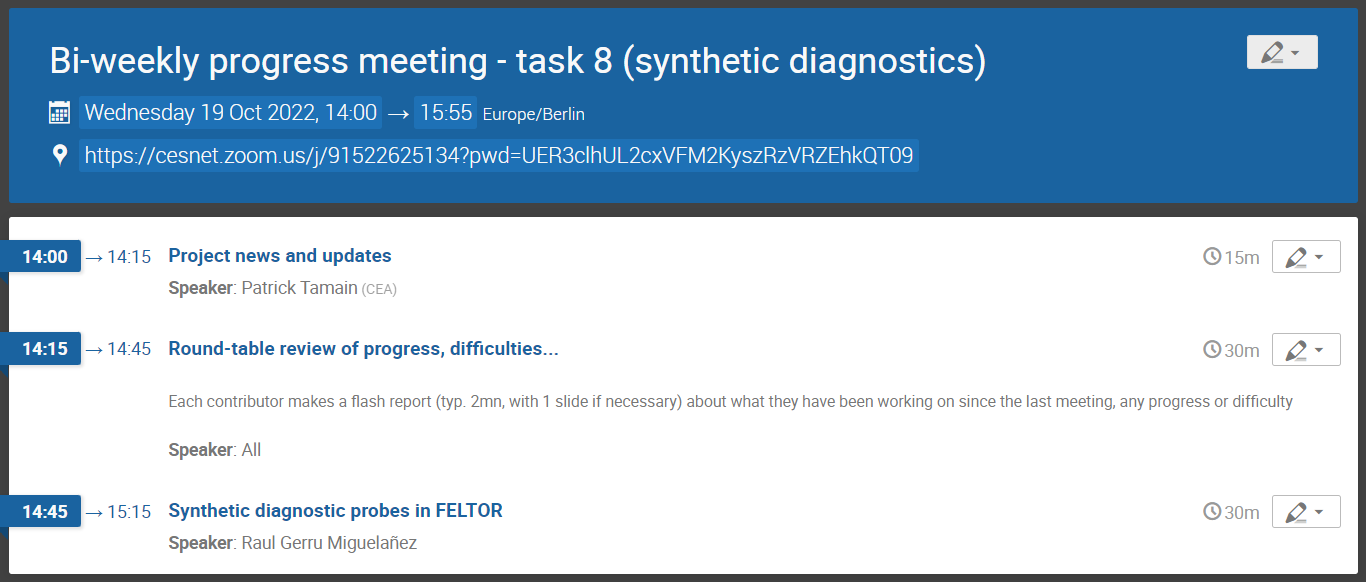 Bi-weekly progress meeting - task 8 (synthetic diagnostics)
Wednesday 19 Oct 2022, 14:00 → 15:55 Europe/Berlin
https://cesnet.zoom.us/j/91522625134?pwd=UER3clhUL2cxVFM2KyszRzVRZEhkQT09
14:00 → 14:15 Project news and updates 15m
Speaker: Patrick Tamain (CEA)
14:15 → 14:45 Round-table review of progress, difficulties... 30m
Each contributor makes a flash report (typ. 2mn, with 1 slide if necessary) about what they have been working on since the last meeting, any progress or difficulty
Speaker: All
14:45 → 15:15 Synthetic diagnostic probes in FELTOR 30m
Speaker: Raul Gerru Miguelañez